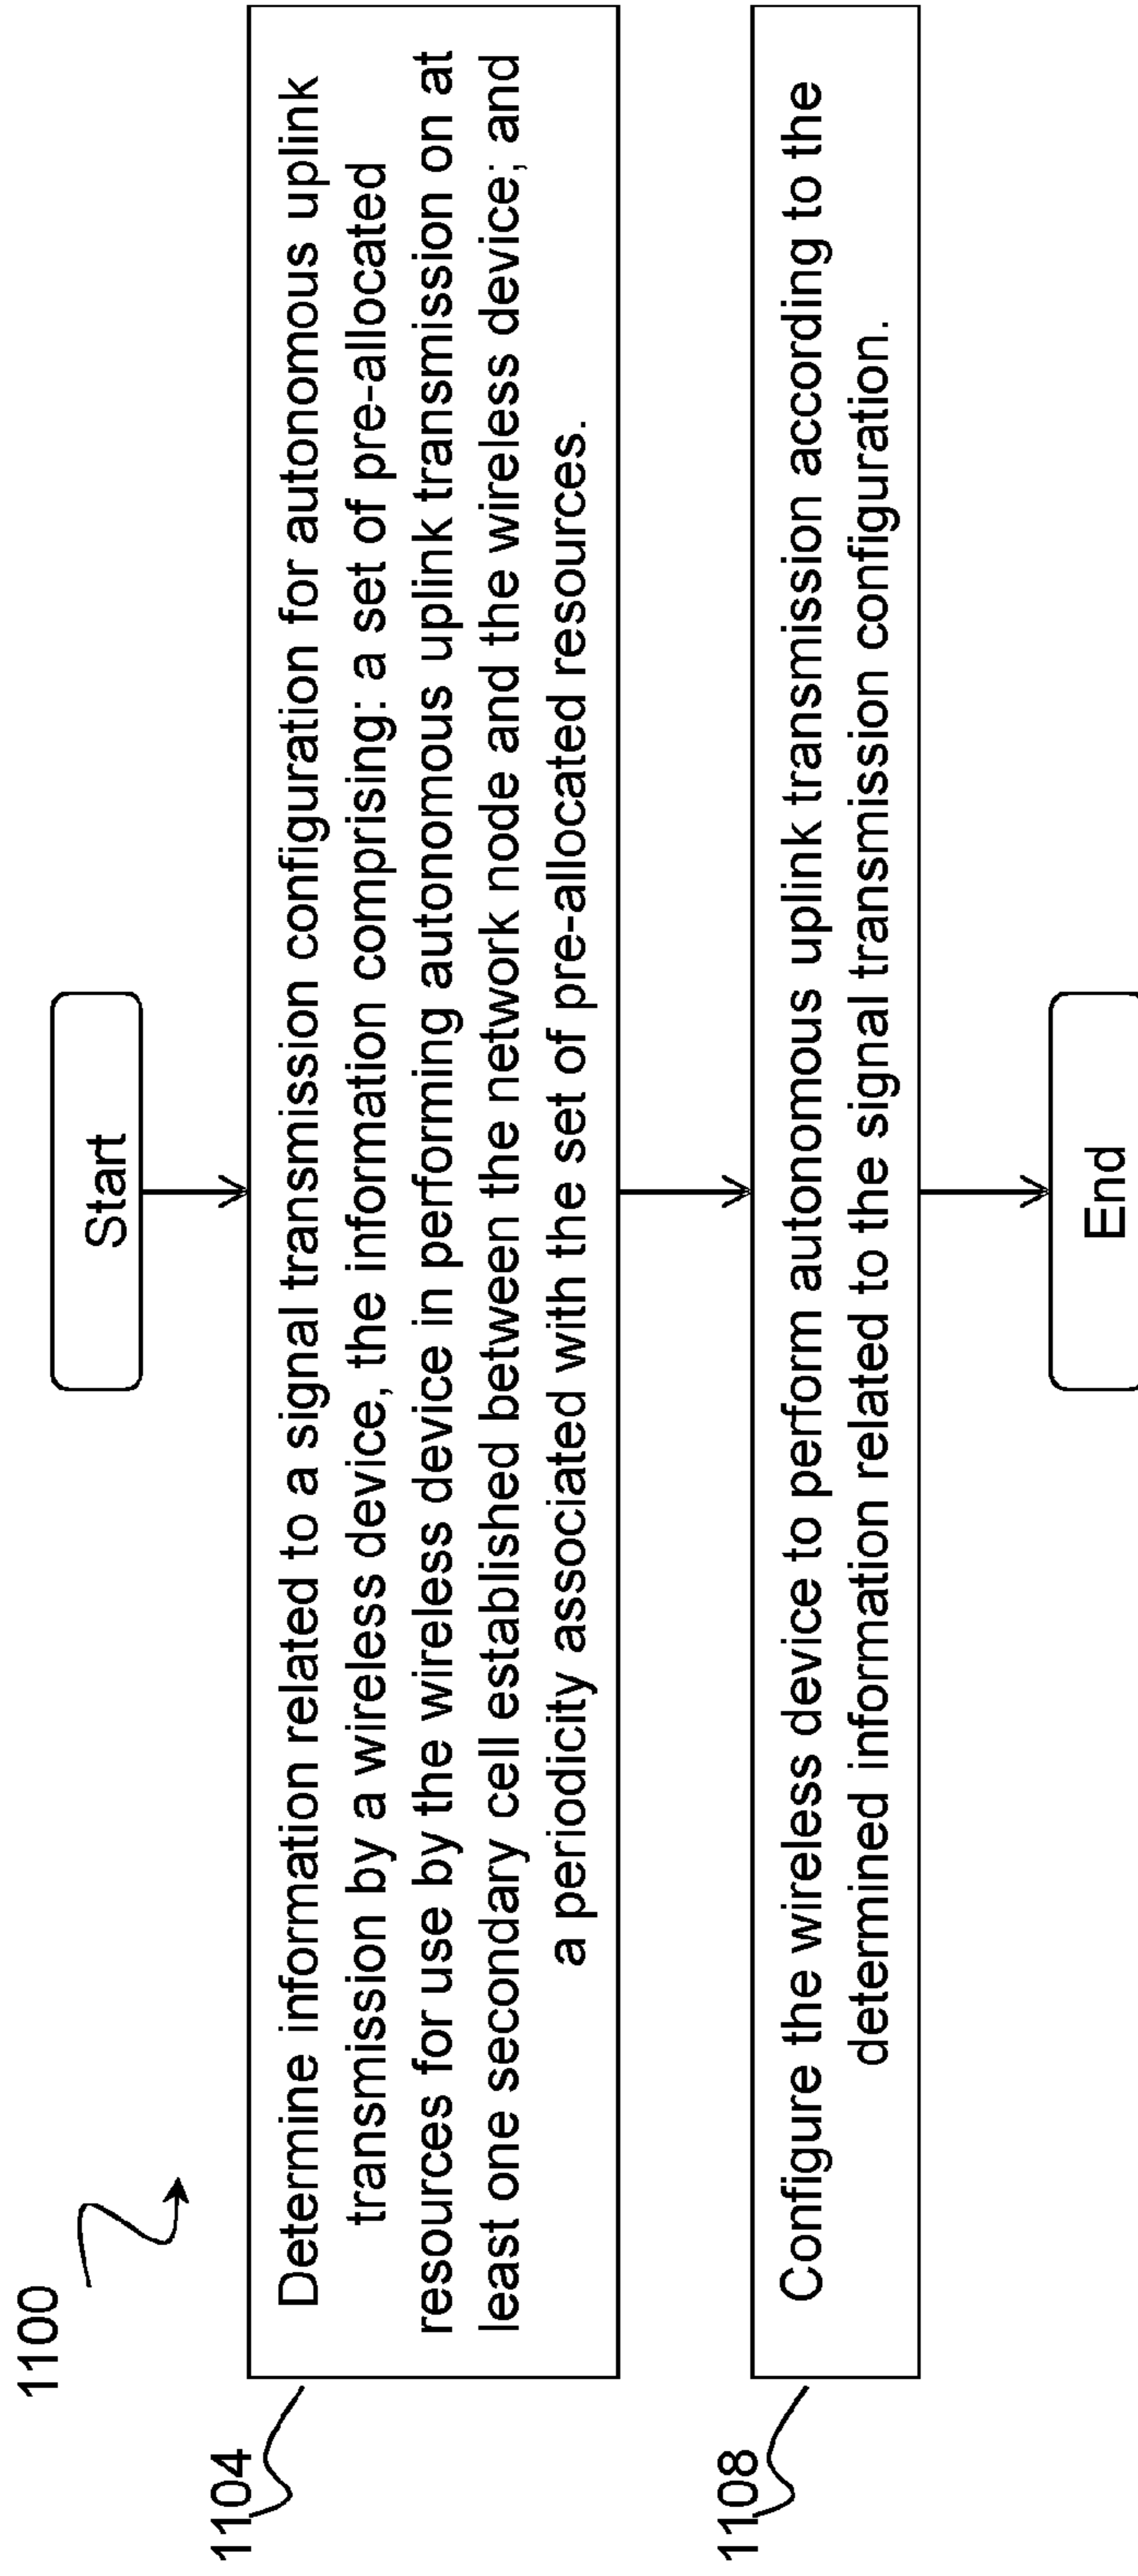 1100
Start
1104
Determine information related to a signal transmission configuration for autonomous uplink
transmission by a wireless device, the information comprising: a set of pre-allocated
resources for use by the wireless device in performing autonomous uplink transmission on at
least one secondary cell established between the network node and the wireless device; and
a periodicity associated with the set of pre-allocated resources.
1108
Configure the wireless device to perform autonomous uplink transmission according to the
determined information related to the signal transmission configuration.
End